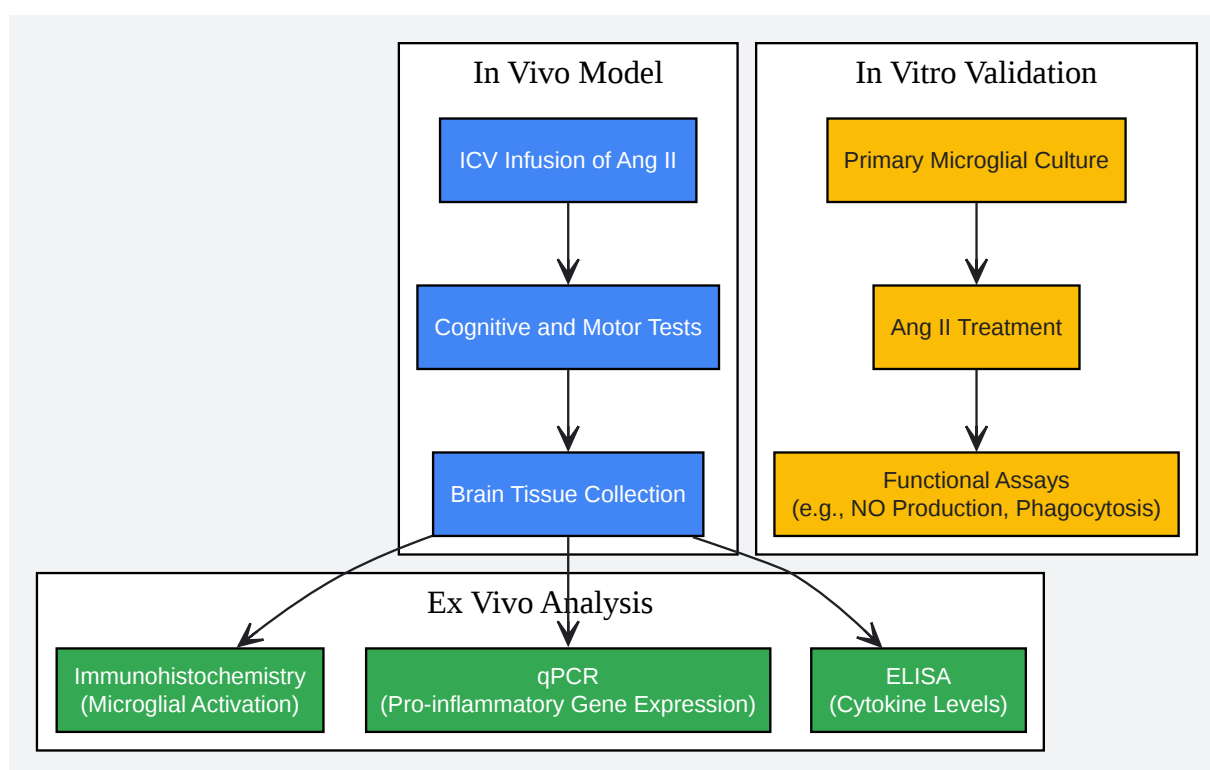 In Vivo Model
ICV Infusion of Ang II
Cognitive and Motor Tests
Brain Tissue Collection
In Vitro Validation
Primary Microglial Culture
Ang II Treatment
Functional Assays
(e.g., NO Production, Phagocytosis)
Ex Vivo Analysis
Immunohistochemistry
(Microglial Activation)
qPCR
(Pro-inflammatory Gene Expression)
ELISA
(Cytokine Levels)